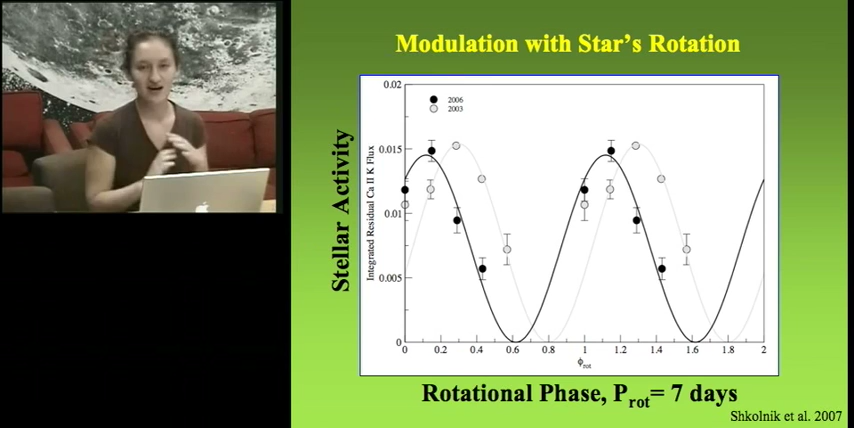 Modulation with Star's Rotation
0.02
2006
2003
0.015
0.01
0.005
0
Stellar Activity
Integrated Residual Ca II K Flux
0 0.2 0.4 0.6 0.8 1 1.2 1.4 1.6 1.8 2
ϕrot
Rotational Phase, Prot= 7 days
Shkolnik et al. 2007